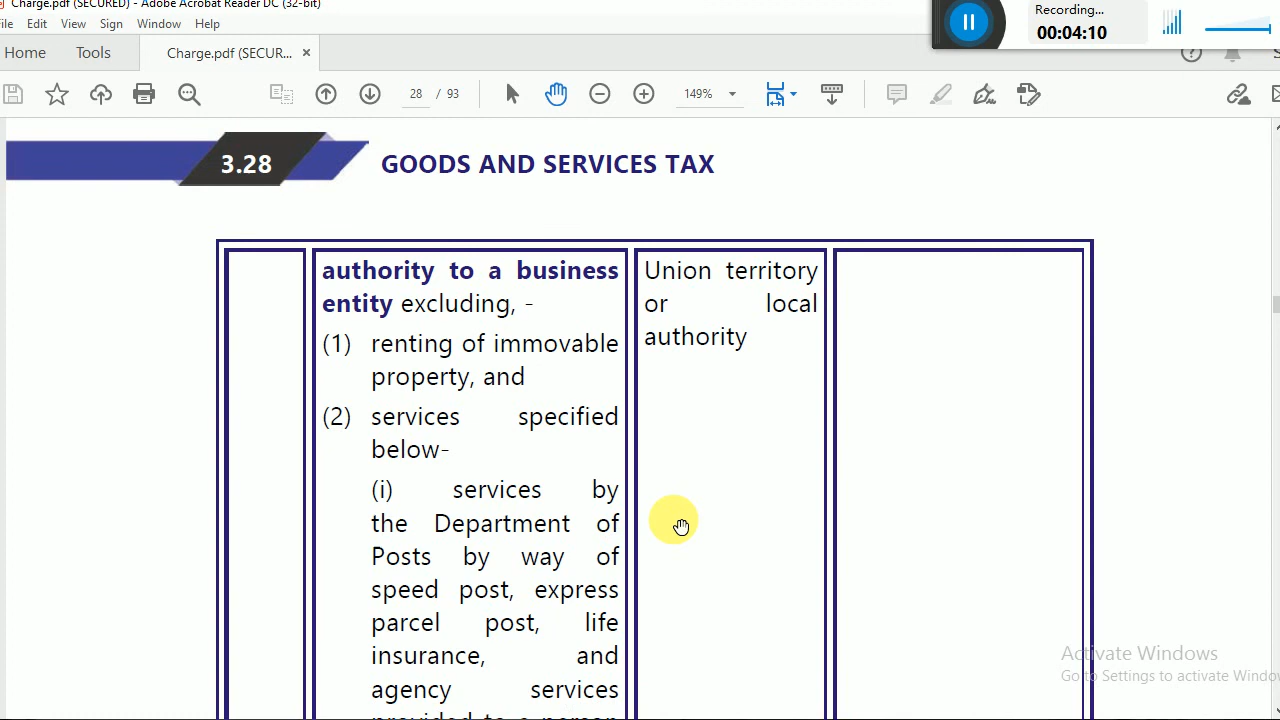 Charge.pdf (SECURED) - Adobe Acrobat Reader DC (32-bit)
File Edit View Sign Window Help
Home Tools Charge.pdf (SECUR... ×
28 / 93 149%
Recording...
00:04:10
3.28 GOODS AND SERVICES TAX
authority to a business
entity excluding, -
(1) renting of immovable
property, and
(2) services specified
below-
(i) services by
the Department of
Posts by way of
speed post, express
parcel post, life
insurance, and
agency services
provided to a person
Union territory
or local
authority
Activate Windows
Go to Settings to activate Windo